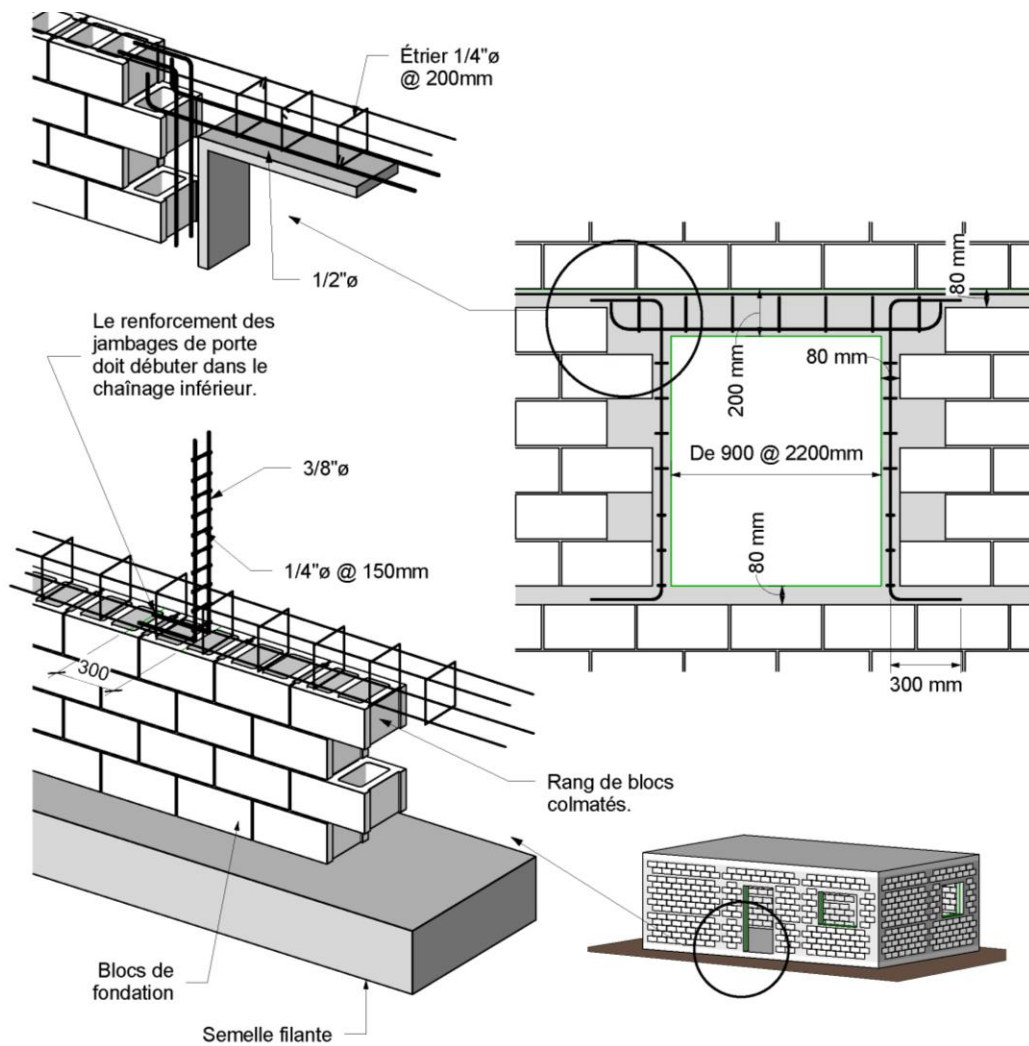 Étrier 1/4"ø
@ 200mm
1/2"ø
Le renforcement des
jambages de porte
doit débuter dans le
chaînage inférieur.
3/8"ø
1/4"ø @ 150mm
300
80 mm
200 mm
80 mm
De 900 @ 2200mm
80 mm
300 mm
Rang de blocs
colmatés.
Blocs de
fondation
Semelle filante